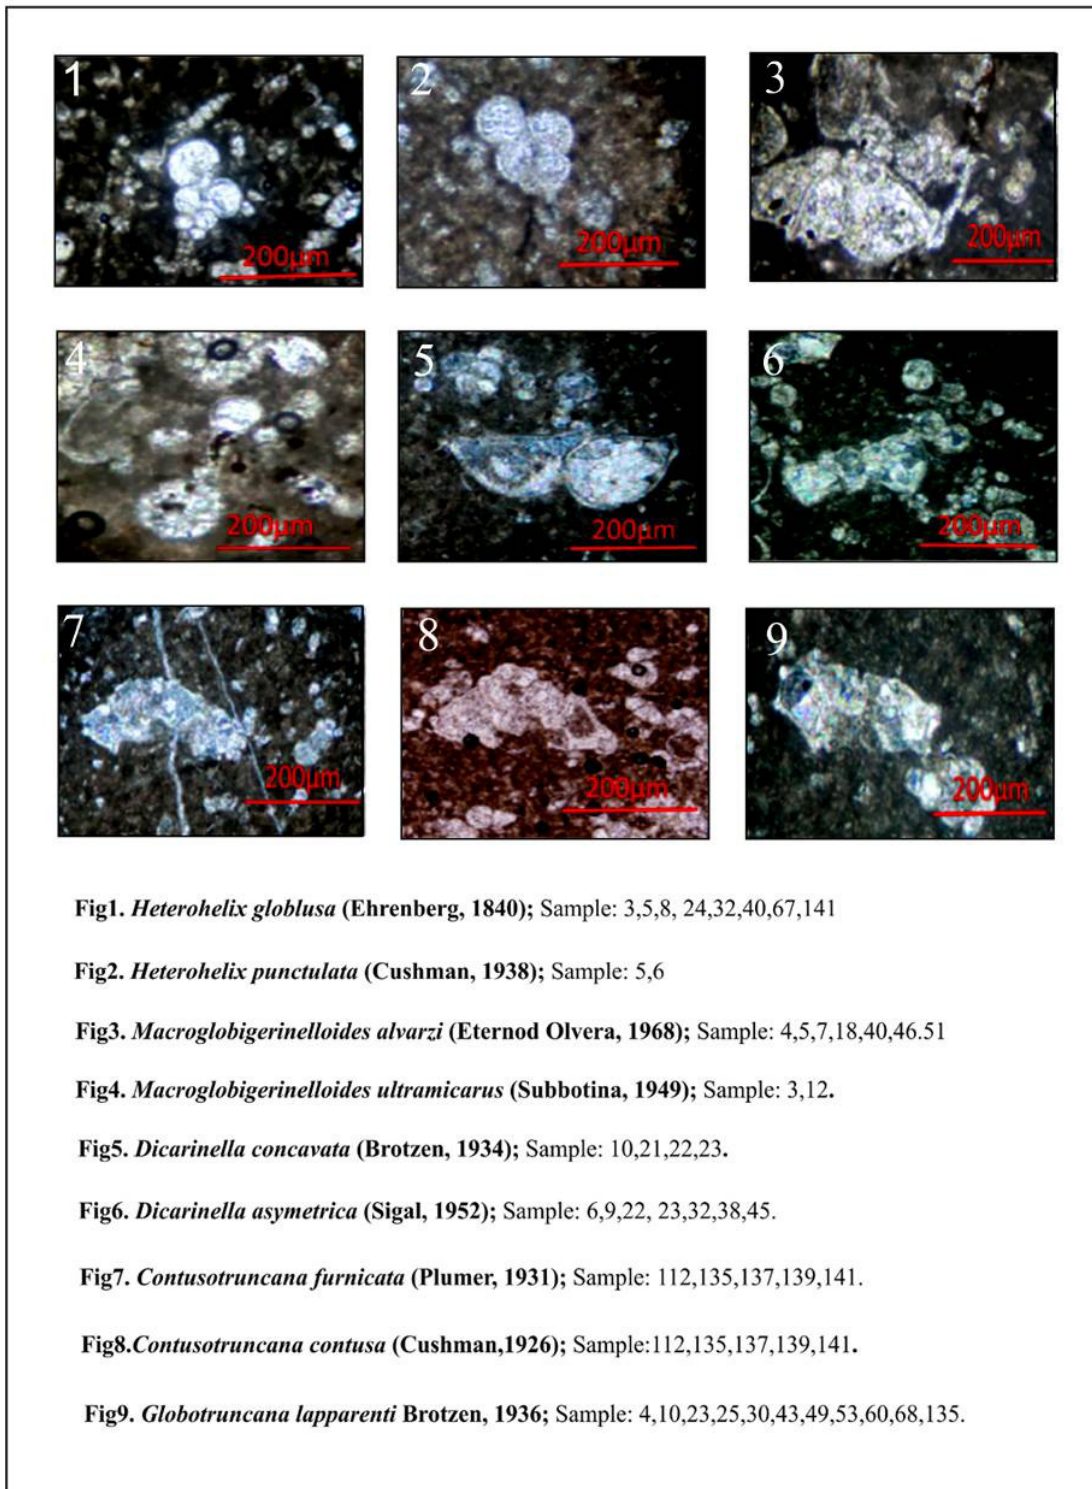 1
2
3
200μm
200μm
200μm
4
5
6
200μm
200μm
200μm
7
8
9
200μm
200μm
200μm
Fig1. Heterohelix globlusa (Ehrenberg, 1840); Sample: 3,5,8, 24,32,40,67,141
Fig2. Heterohelix punctulata (Cushman, 1938); Sample: 5,6
Fig3. Macroglobigerinelloides alvarzi (Eternod Olvera, 1968); Sample: 4,5,7,18,40,46.51
Fig4. Macroglobigerinelloides ultramicarus (Subbotina, 1949); Sample: 3,12.
Fig5. Dicarinella concavata (Brotzen, 1934); Sample: 10,21,22,23.
Fig6. Dicarinella asymetrica (Sigal, 1952); Sample: 6,9,22, 23,32,38,45.
Fig7. Contusotruncana furnicata (Plumer, 1931); Sample: 112,135,137,139,141.
Fig8.Contusotruncana contusa (Cushman,1926); Sample:112,135,137,139,141.
Fig9. Globotruncana lapparenti Brotzen, 1936; Sample: 4,10,23,25,30,43,49,53,60,68,135.